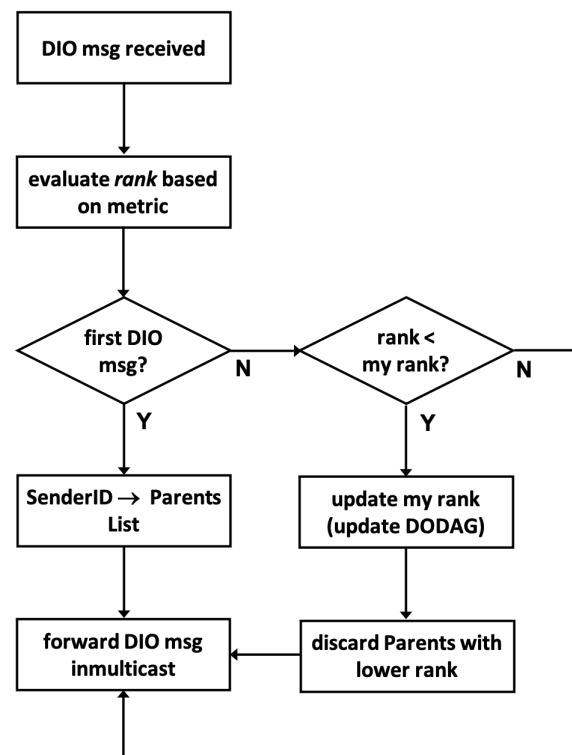 DIO msg received
evaluate rank based
on metric
first DIO
msg?
N
rank <
my rank?
N
Y
Y
SenderID → Parents
List
update my rank
(update DODAG)
forward DIO msg
inmulticast
discard Parents with
lower rank